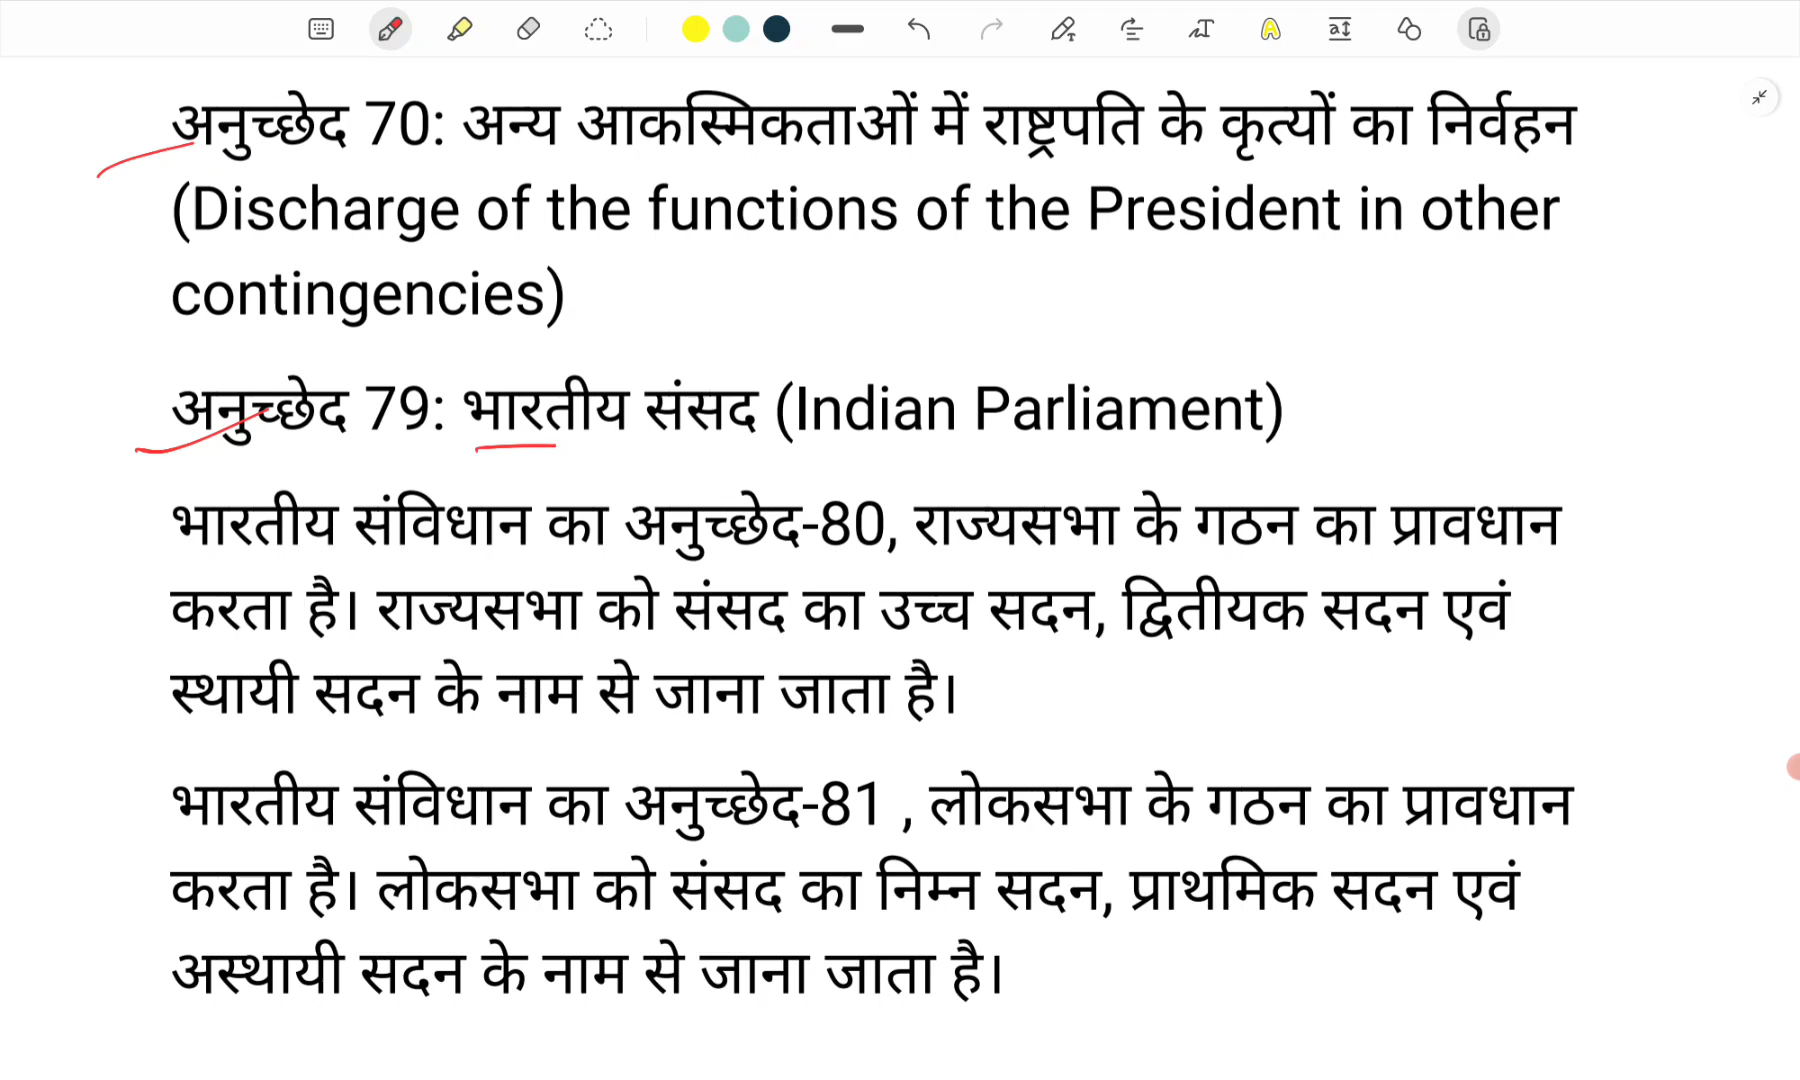 अनुच्छेद 70: अन्य आकस्मिकताओं में राष्ट्रपति के कृत्यों का निर्वहन
(Discharge of the functions of the President in other
contingencies)
अनुच्छेद 79: भारतीय संसद (Indian Parliament)
भारतीय संविधान का अनुच्छेद-80, राज्यसभा के गठन का प्रावधान
करता है। राज्यसभा को संसद का उच्च सदन, द्वितीयक सदन एवं
स्थायी सदन के नाम से जाना जाता है।
भारतीय संविधान का अनुच्छेद-81 , लोकसभा के गठन का प्रावधान
करता है। लोकसभा को संसद का निम्न सदन, प्राथमिक सदन एवं
अस्थायी सदन के नाम से जाना जाता है।